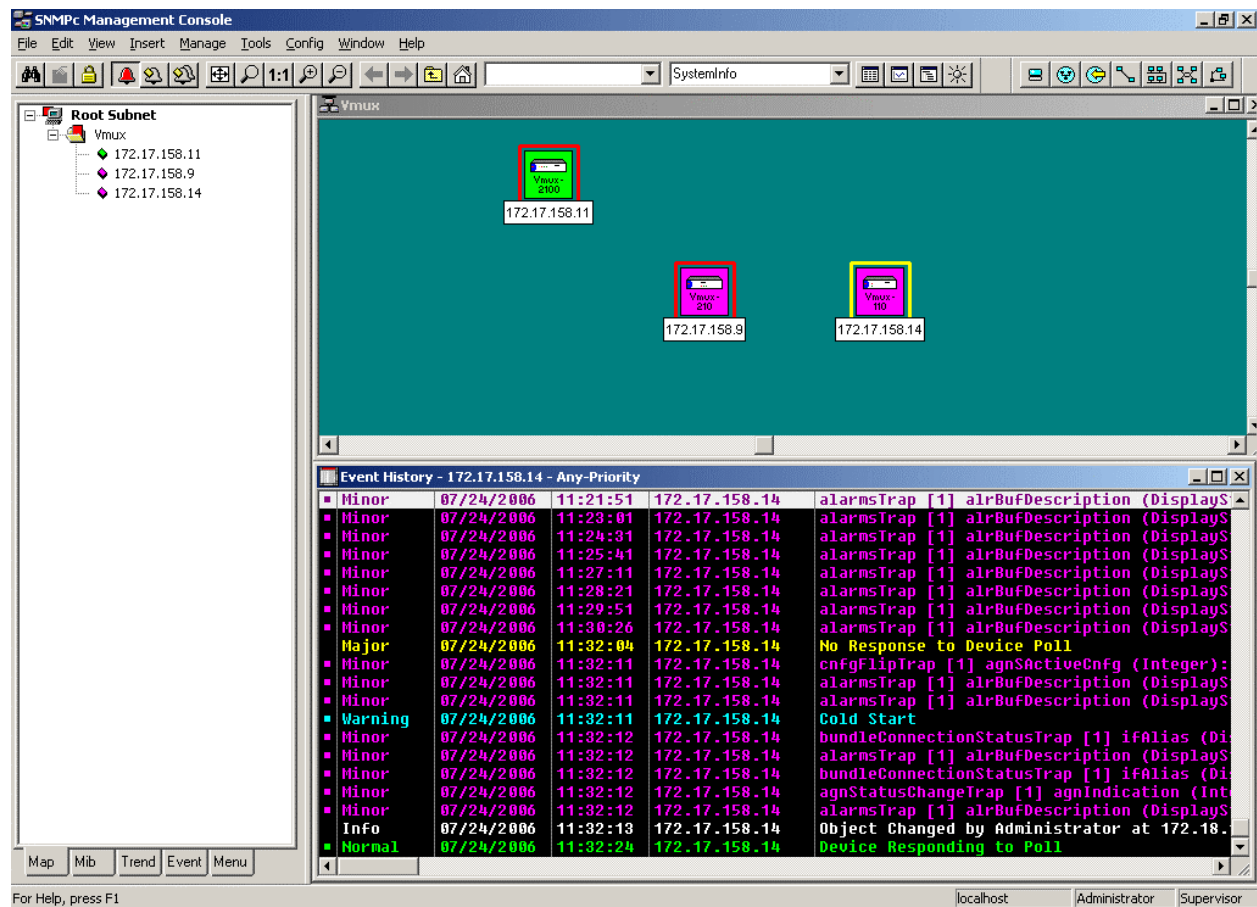 SNMPc Management Console
File Edit View Insert Manage Tools Config Window Help
1:1 SystemInfo
Root Subnet
Vmux
172.17.158.11
172.17.158.9
172.17.158.14
Map Mib Trend Event Menu
Vmux
Vmux-
2100
172.17.158.11
Vmux-
210
172.17.158.9
Vmux-
110
172.17.158.14
Event History - 172.17.158.14 - Any-Priority
Minor 07/24/2006 11:21:51 172.17.158.14 alarmsTrap [1] alrBufDescription (DisplayS
Minor 07/24/2006 11:23:01 172.17.158.14 alarmsTrap [1] alrBufDescription (DisplayS
Minor 07/24/2006 11:24:31 172.17.158.14 alarmsTrap [1] alrBufDescription (DisplayS
Minor 07/24/2006 11:25:41 172.17.158.14 alarmsTrap [1] alrBufDescription (DisplayS
Minor 07/24/2006 11:27:11 172.17.158.14 alarmsTrap [1] alrBufDescription (DisplayS
Minor 07/24/2006 11:28:21 172.17.158.14 alarmsTrap [1] alrBufDescription (DisplayS
Minor 07/24/2006 11:29:51 172.17.158.14 alarmsTrap [1] alrBufDescription (DisplayS
Minor 07/24/2006 11:30:26 172.17.158.14 alarmsTrap [1] alrBufDescription (DisplayS
Major 07/24/2006 11:32:04 172.17.158.14 No Response to Device Poll
Minor 07/24/2006 11:32:11 172.17.158.14 cnfgFlipTrap [1] agnSActiveCnfg (Integer):
Minor 07/24/2006 11:32:11 172.17.158.14 alarmsTrap [1] alrBufDescription (DisplayS
Minor 07/24/2006 11:32:11 172.17.158.14 alarmsTrap [1] alrBufDescription (DisplayS
Warning 07/24/2006 11:32:11 172.17.158.14 Cold Start
Minor 07/24/2006 11:32:12 172.17.158.14 bundleConnectionStatusTrap [1] ifAlias (Di
Minor 07/24/2006 11:32:12 172.17.158.14 alarmsTrap [1] alrBufDescription (DisplayS
Minor 07/24/2006 11:32:12 172.17.158.14 bundleConnectionStatusTrap [1] ifAlias (Di
Minor 07/24/2006 11:32:12 172.17.158.14 agnStatusChangeTrap [1] agnIndication (Int
Minor 07/24/2006 11:32:12 172.17.158.14 alarmsTrap [1] alrBufDescription (DisplayS
Info 07/24/2006 11:32:13 172.17.158.14 Object Changed by Administrator at 172.18.
Normal 07/24/2006 11:32:24 172.17.158.14 Device Responding to Poll
For Help, press F1 localhost Administrator Supervisor